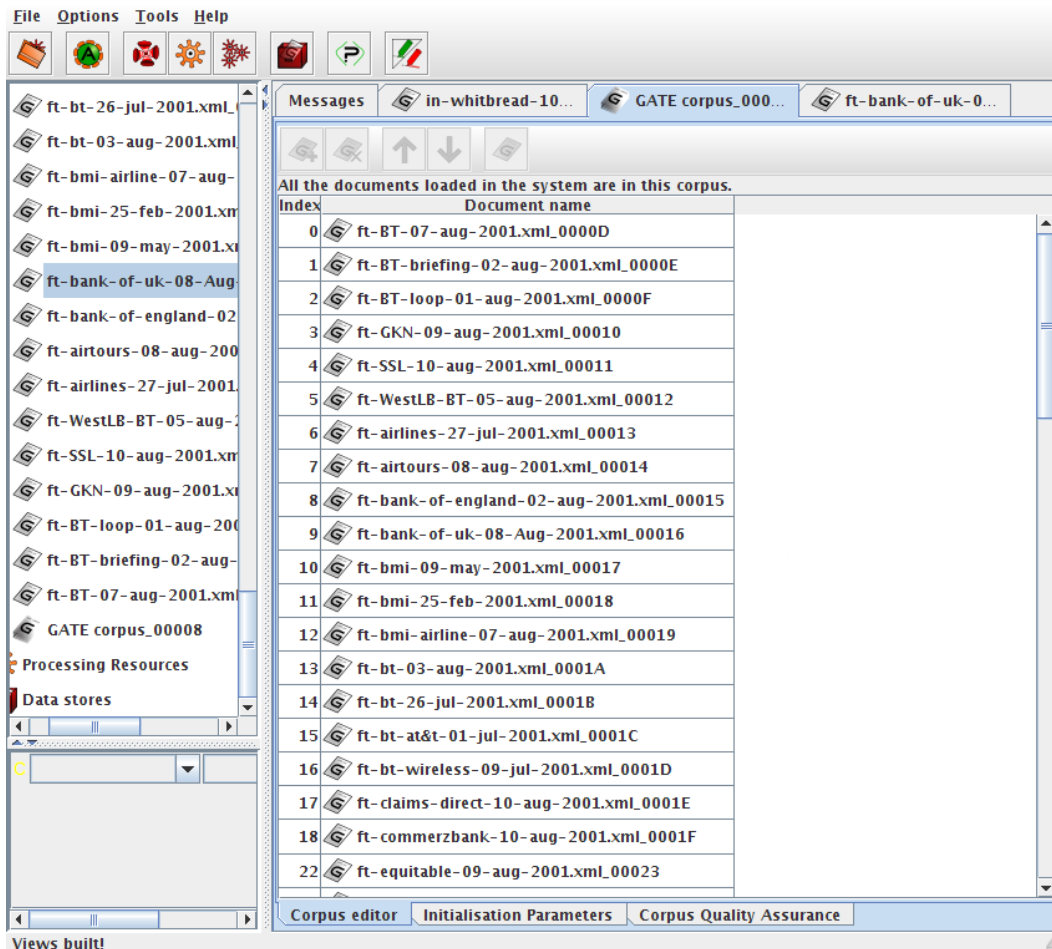 File Options Tools Help
ft-bt-26-jul-2001.xml_
ft-bt-03-aug-2001.xml
ft-bmi-airline-07-aug-
ft-bmi-25-feb-2001.xm
ft-bmi-09-may-2001.x
ft-bank-of-uk-08-Aug
ft-bank-of-england-02
ft-airtours-08-aug-200
ft-airlines-27-jul-2001.
ft-WestLB-BT-05-aug-
ft-SSL-10-aug-2001.xm
ft-GKN-09-aug-2001.x
ft-BT-loop-01-aug-200
ft-BT-briefing-02-aug-
ft-BT-07-aug-2001.xml
GATE corpus_00008
Processing Resources
Data stores
Messages in-whitbread-10... GATE corpus_000... ft-bank-of-uk-0...
All the documents loaded in the system are in this corpus.
Index Document name
0 ft-BT-07-aug-2001.xml_0000D
1 ft-BT-briefing-02-aug-2001.xml_0000E
2 ft-BT-loop-01-aug-2001.xml_0000F
3 ft-GKN-09-aug-2001.xml_00010
4 ft-SSL-10-aug-2001.xml_00011
5 ft-WestLB-BT-05-aug-2001.xml_00012
6 ft-airlines-27-jul-2001.xml_00013
7 ft-airtours-08-aug-2001.xml_00014
8 ft-bank-of-england-02-aug-2001.xml_00015
9 ft-bank-of-uk-08-Aug-2001.xml_00016
10 ft-bmi-09-may-2001.xml_00017
11 ft-bmi-25-feb-2001.xml_00018
12 ft-bmi-airline-07-aug-2001.xml_00019
13 ft-bt-03-aug-2001.xml_0001A
14 ft-bt-26-jul-2001.xml_0001B
15 ft-bt-at&t-01-jul-2001.xml_0001C
16 ft-bt-wireless-09-jul-2001.xml_0001D
17 ft-claims-direct-10-aug-2001.xml_0001E
18 ft-commerzbank-10-aug-2001.xml_0001F
22 ft-equitable-09-aug-2001.xml_00023
Corpus editor Initialisation Parameters Corpus Quality Assurance
C
Views built!